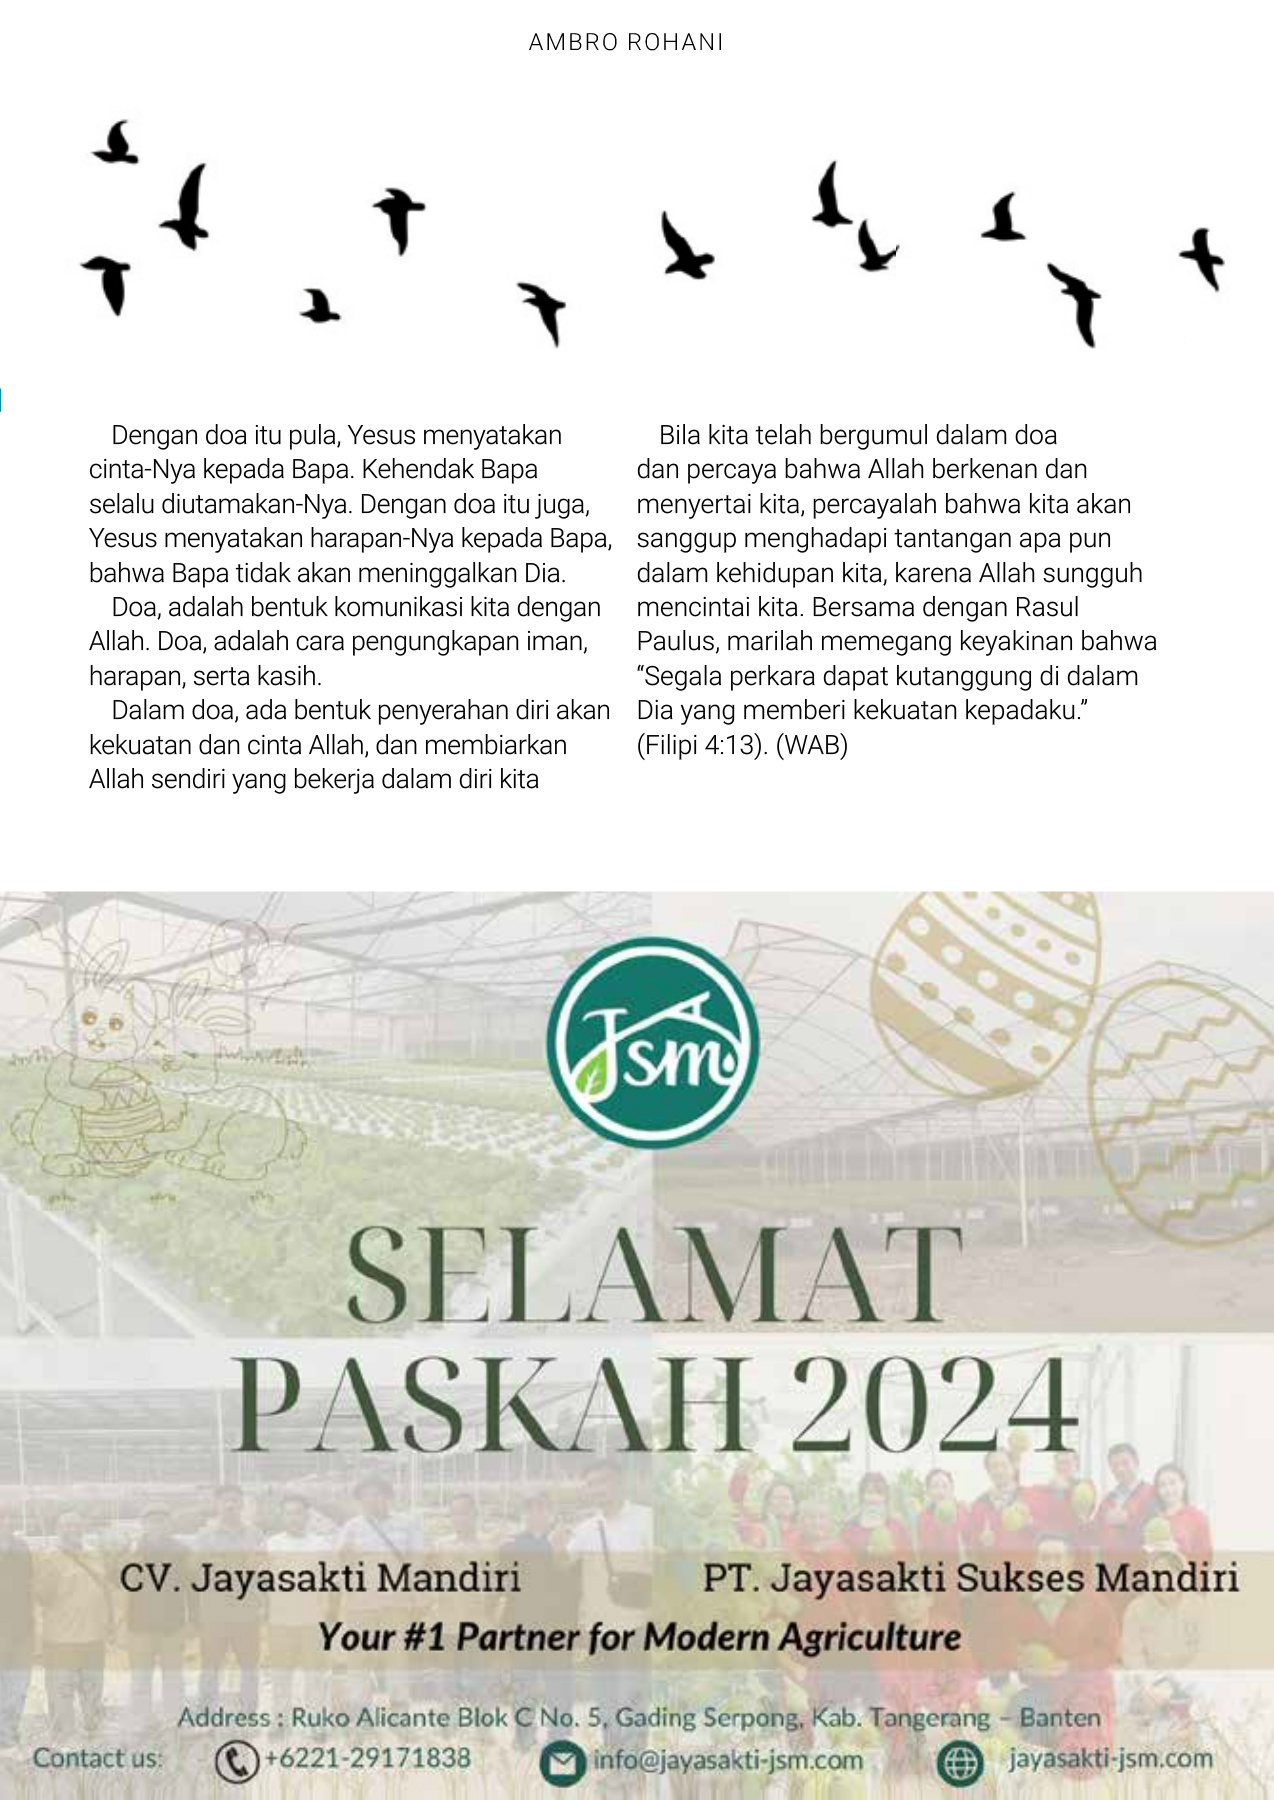 AMBRO ROHANI
Dengan doa itu pula, Yesus menyatakan
cinta-Nya kepada Bapa. Kehendak Bapa
selalu diutamakan-Nya. Dengan doa itu juga,
Yesus menyatakan harapan-Nya kepada Bapa,
bahwa Bapa tidak akan meninggalkan Dia.
Doa, adalah bentuk komunikasi kita dengan
Allah. Doa, adalah cara pengungkapan iman,
harapan, serta kasih.
Dalam doa, ada bentuk penyerahan diri akan
kekuatan dan cinta Allah, dan membiarkan
Allah sendiri yang bekerja dalam diri kita
Bila kita telah bergumul dalam doa
dan percaya bahwa Allah berkenan dan
menyertai kita, percayalah bahwa kita akan
sanggup menghadapi tantangan apa pun
dalam kehidupan kita, karena Allah sungguh
mencintai kita. Bersama dengan Rasul
Paulus, marilah memegang keyakinan bahwa
“Segala perkara dapat kutanggung di dalam
Dia yang memberi kekuatan kepadaku.”
(Filipi 4:13). (WAB)
Jsm
SELAMAT
PASKAH 2024
CV. Jayasakti Mandiri
PT. Jayasakti Sukses Mandiri
Your #1 Partner for Modern Agriculture
Address : Ruko Alicante Blok C No. 5, Gading Serpong, Kab. Tangerang – Banten
Contact us: +6221-29171838 info@jayasakti-jsm.com jayasakti-jsm.com